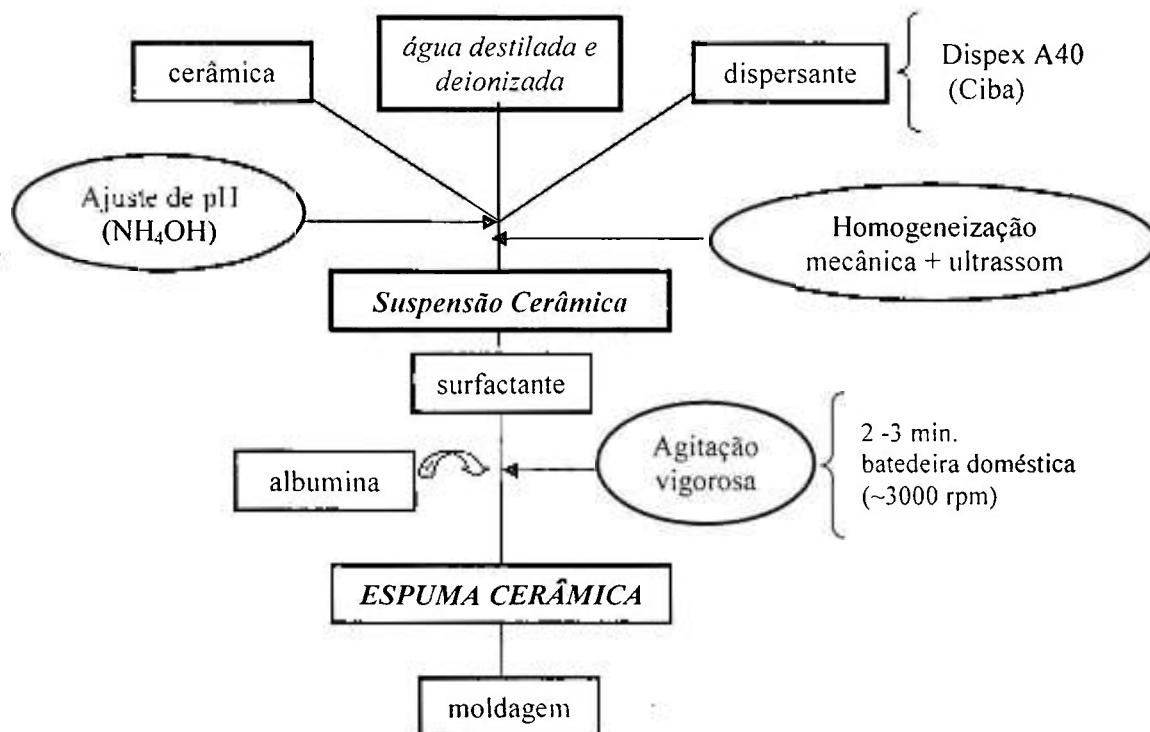 cerâmica
água destilada e
deionizada
dispersante
Dispex A40
(Ciba)
Ajuste de pH
(NH₄OH)
Homogeneização
mecânica + ultrassom
Suspensão Cerâmica
surfactante
albumina
Agitação
vigorosa
2 -3 min.
batedeira doméstica
(~3000 rpm)
ESPUMA CERÂMICA
moldagem